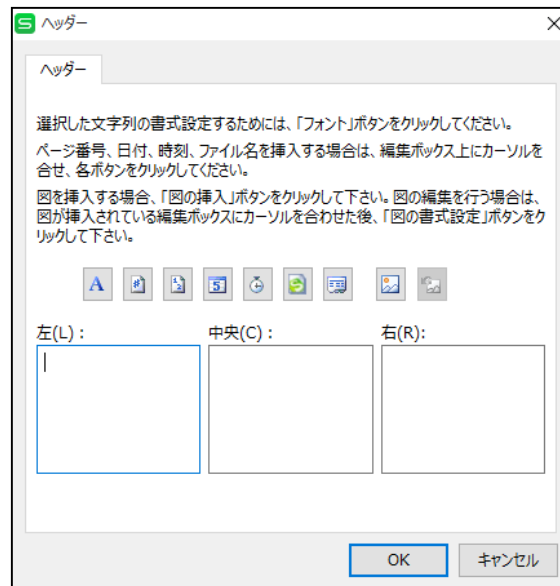 S ヘッダー
ヘッダー
選択した文字列の書式設定するためには、「フォント」ボタンをクリックしてください。
ページ番号、日付、時刻、ファイル名を挿入する場合は、編集ボックス上にカーソルを
合せ、各ボタンをクリックしてください。
図を挿入する場合、「図の挿入」ボタンをクリックして下さい。図の編集を行う場合は、
図が挿入されている編集ボックスにカーソルを合わせた後、「図の書式設定」ボタンをク
リックして下さい。
A # 1 2 5
左(L)： 中央(C)： 右(R):
OK キャンセル